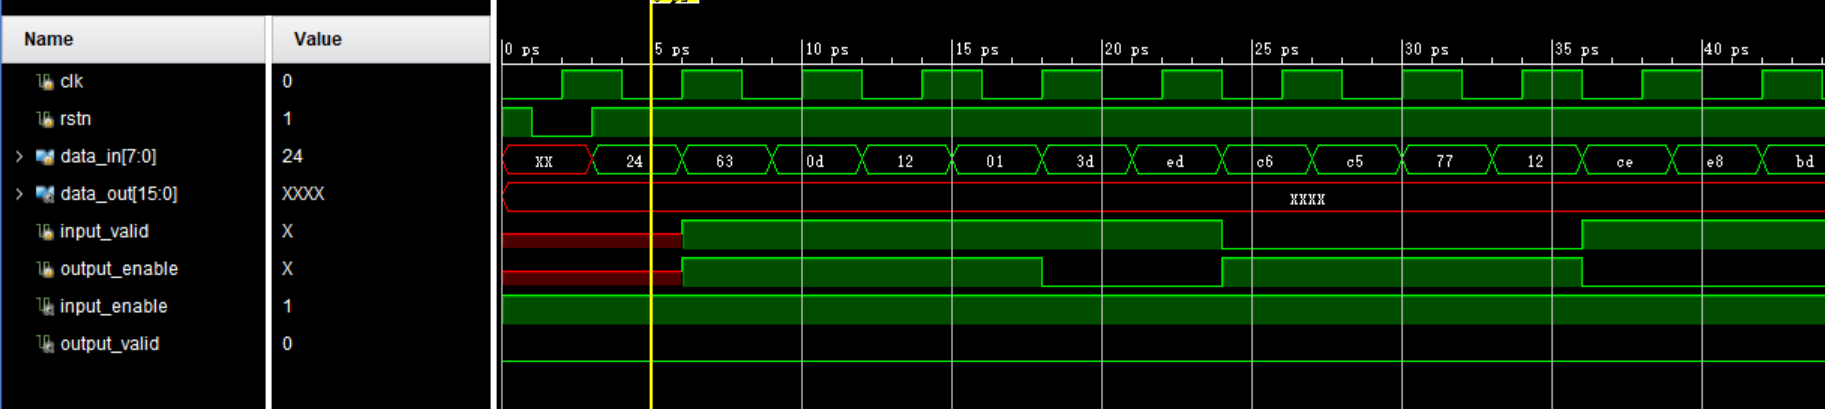 Name Value
0 ps 5 ps 10 ps 15 ps 20 ps 25 ps 30 ps 35 ps 40 ps
clk 0
rstn 1
data_in[7:0] 24 XX 24 63 0d 12 01 3d ed c6 c5 77 12 ce e8 bd
data_out[15:0] XXXX XXXX
input_valid X
output_enable X
input_enable 1
output_valid 0